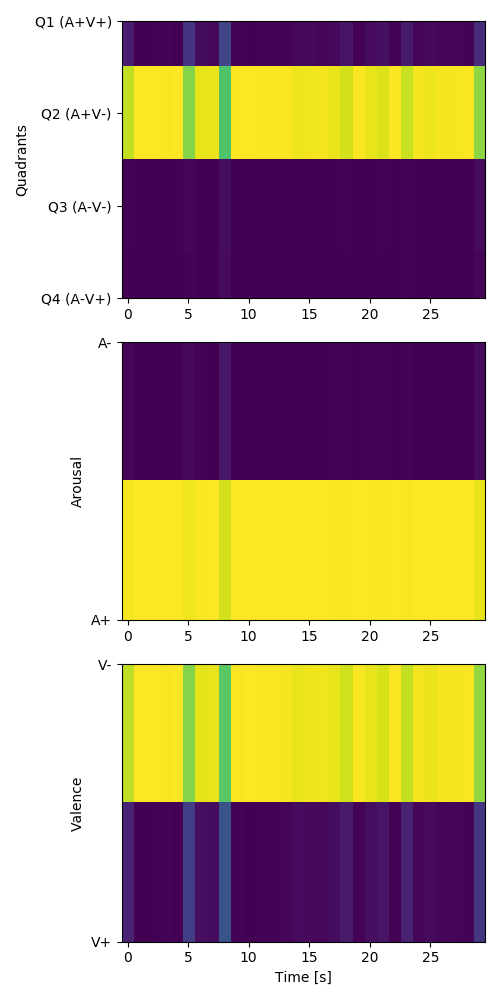 Q1 (A+V+)
Q2 (A+V-)
Q3 (A-V-)
Q4 (A-V+)
Quadrants
0 5 10 15 20 25
A-
A+
Arousal
0 5 10 15 20 25
V-
V+
Valence
0 5 10 15 20 25
Time [s]